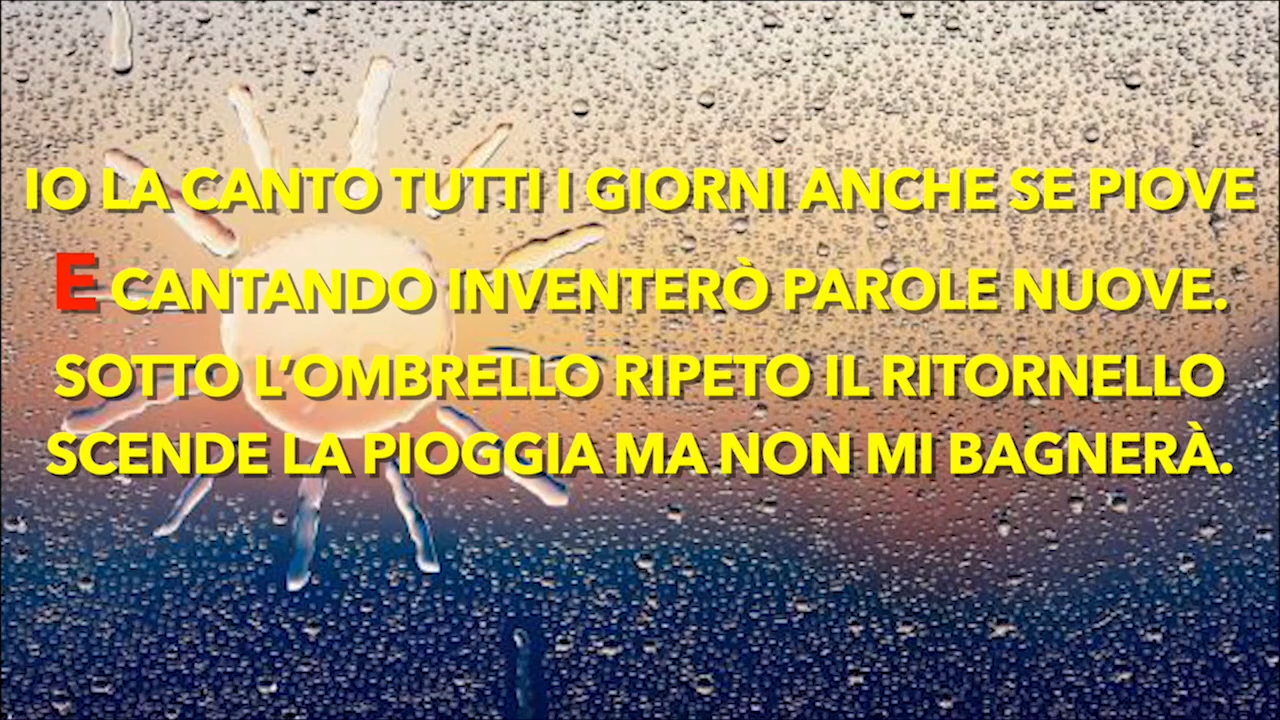 IO LA CANTO TUTTI I GIORNI ANCHE SE PIOVE
E CANTANDO INVENTERÒ PAROLE NUOVE.
SOTTO L’OMBRELLO RIPETO IL RITORNELLO
SCENDE LA PIOGGIA MA NON MI BAGNERÀ.